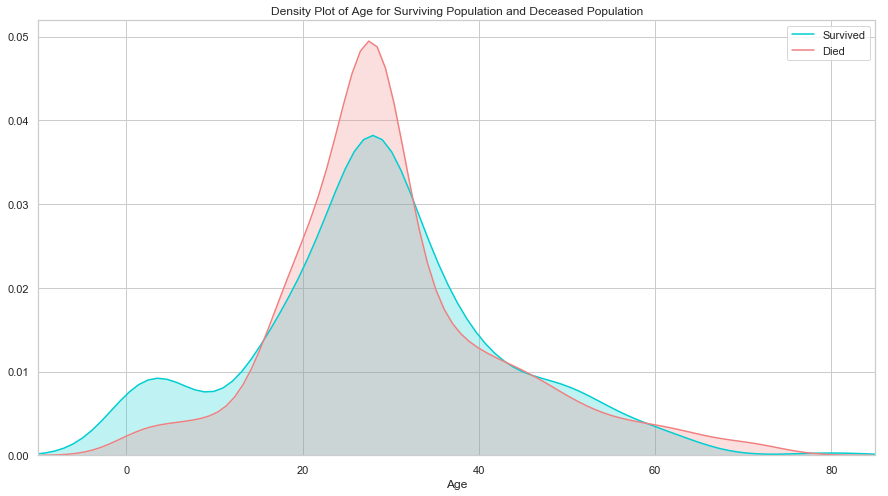 Density Plot of Age for Surviving Population and Deceased Population
Survived
Died
0.05
0.04
0.03
0.02
0.01
0.00
0
20
40
60
80
Age